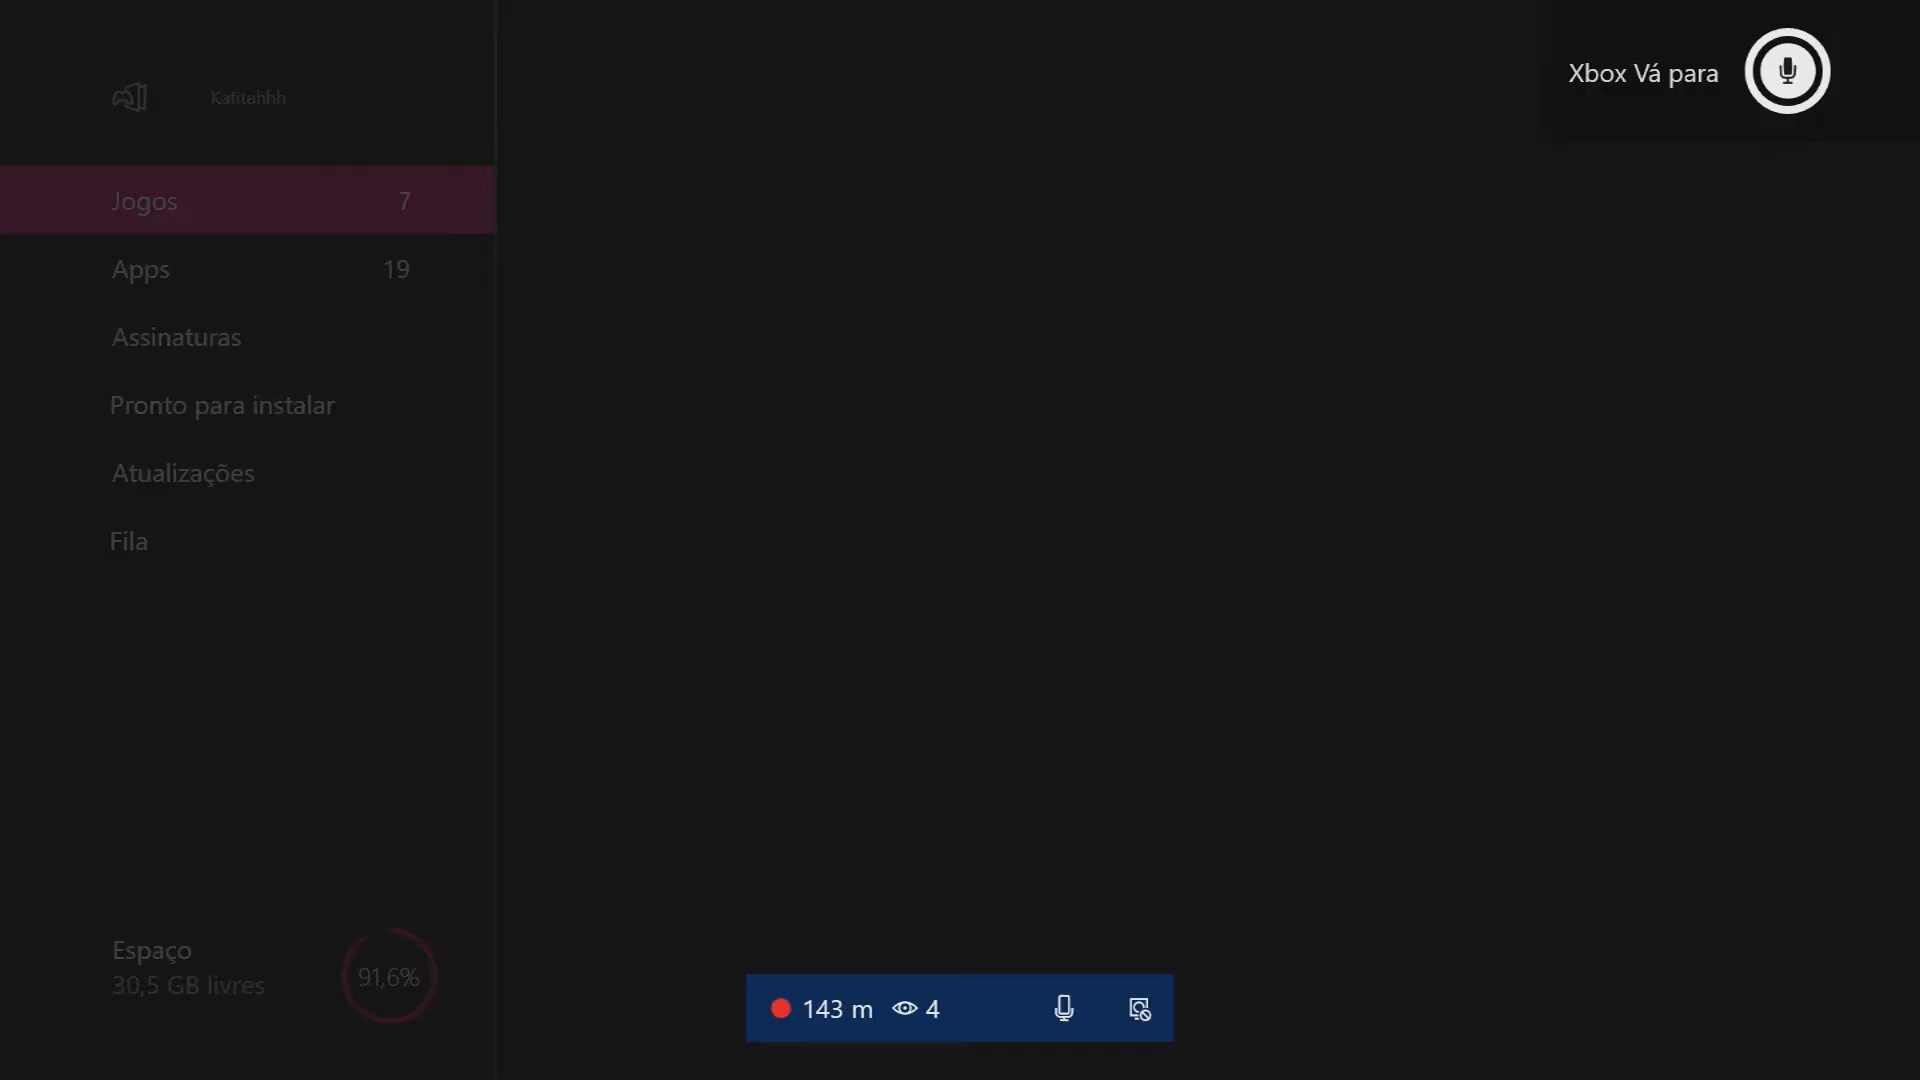 Katitahhh
Xbox Vá para
Jogos 7
Apps 19
Assinaturas
Pronto para instalar
Atualizações
Fila
Espaço
30,5 GB livres
91,6%
143 m 4